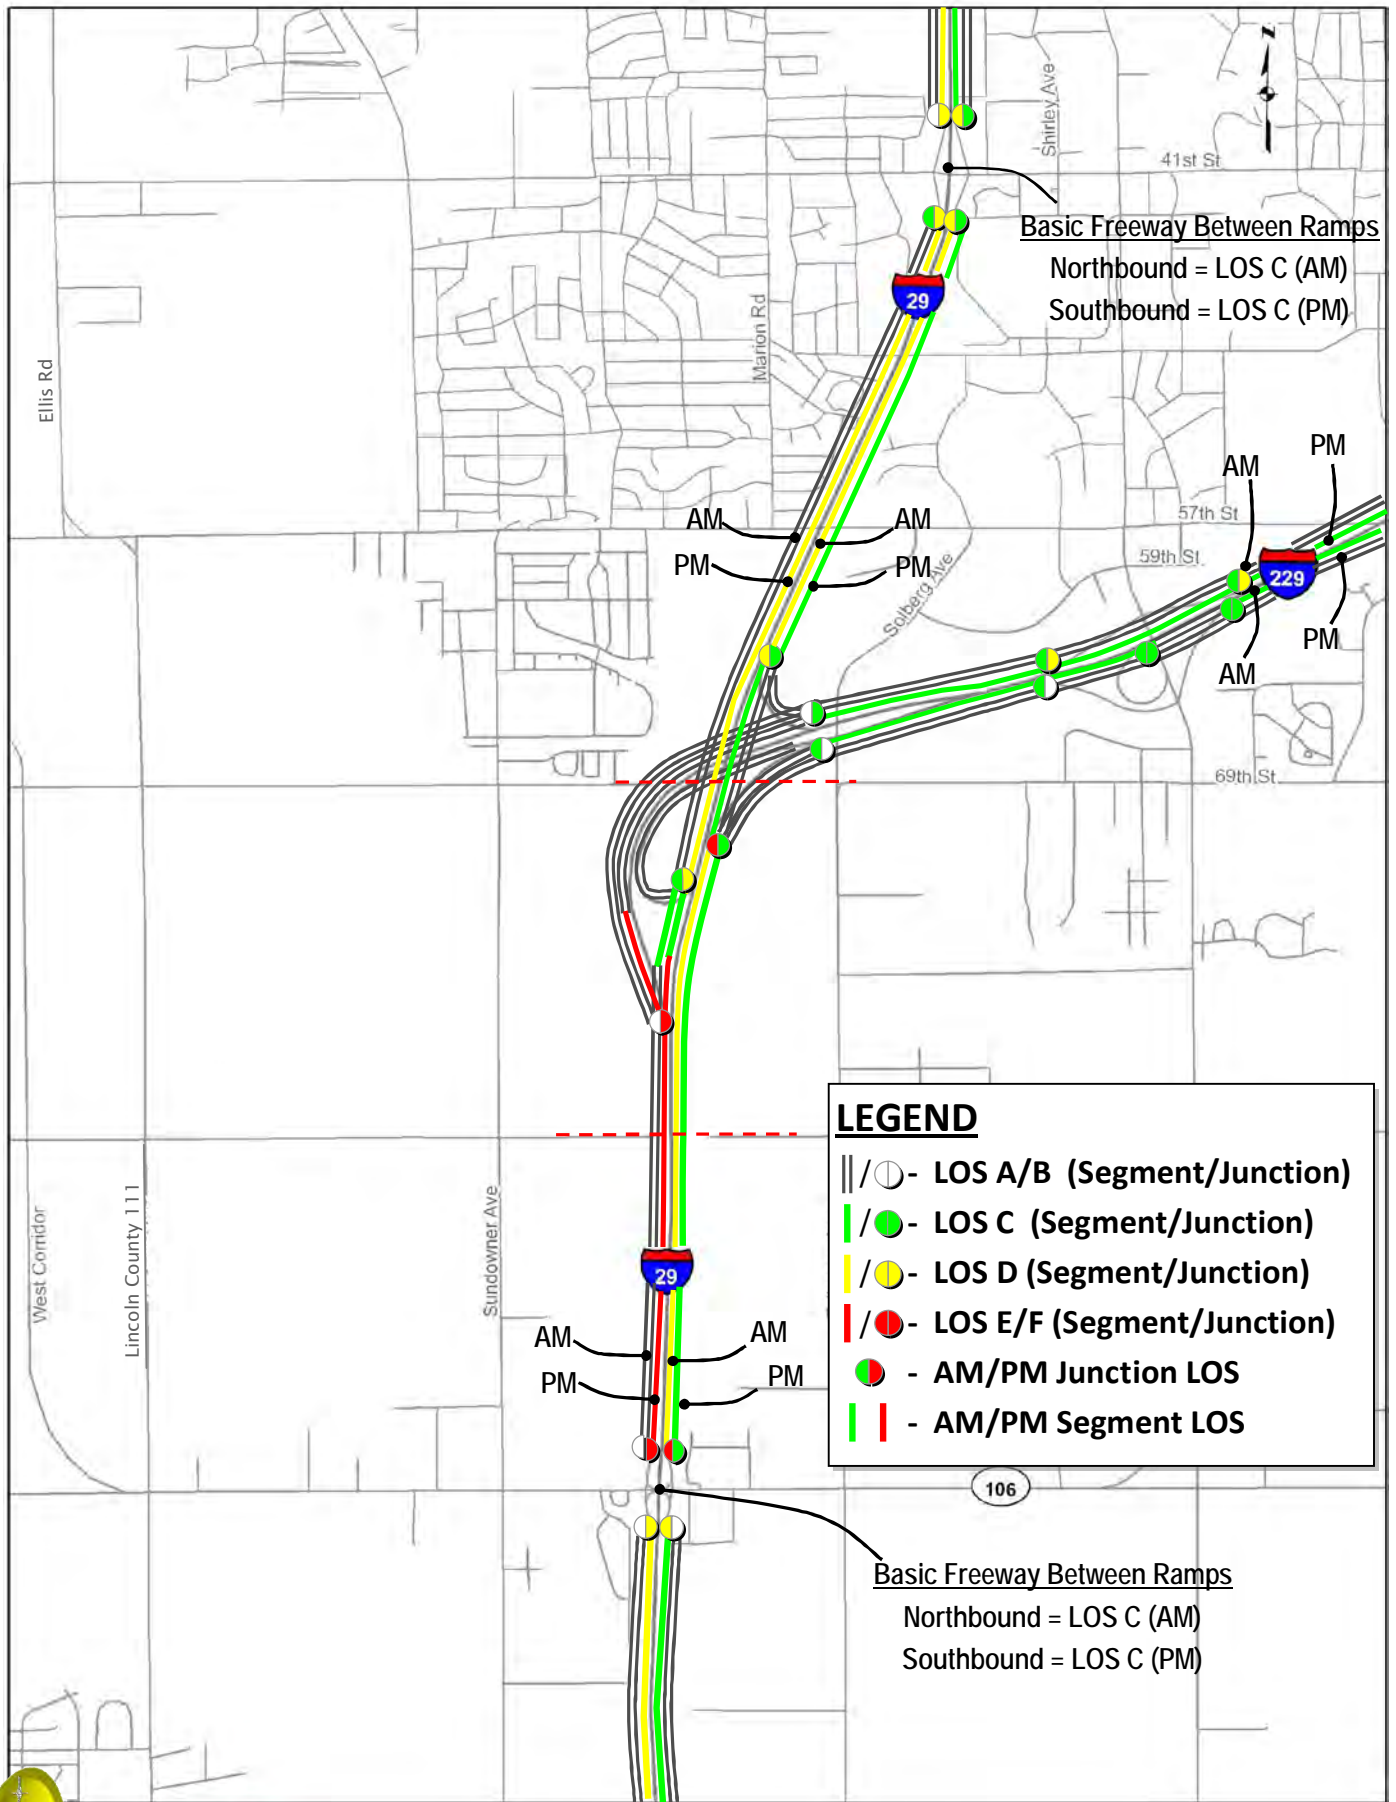 Z
Shirley Ave
41st St
Basic Freeway Between Ramps
Northbound = LOS C (AM)
Southbound = LOS C (PM)
29
Marion Rd
Ellis Rd
PM
AM
57th St
AM
AM
59th St
229
PM
PM
Solberg Ave
PM
AM
69th St
LEGEND
|| / - LOS A/B (Segment/Junction)
| / - LOS C (Segment/Junction)
| / - LOS D (Segment/Junction)
| / - LOS E/F (Segment/Junction)
- AM/PM Junction LOS
| | - AM/PM Segment LOS
West Corridor
Lincoln County 111
Sundowner Ave
29
AM
AM
PM
PM
106
Basic Freeway Between Ramps
Northbound = LOS C (AM)
Southbound = LOS C (PM)